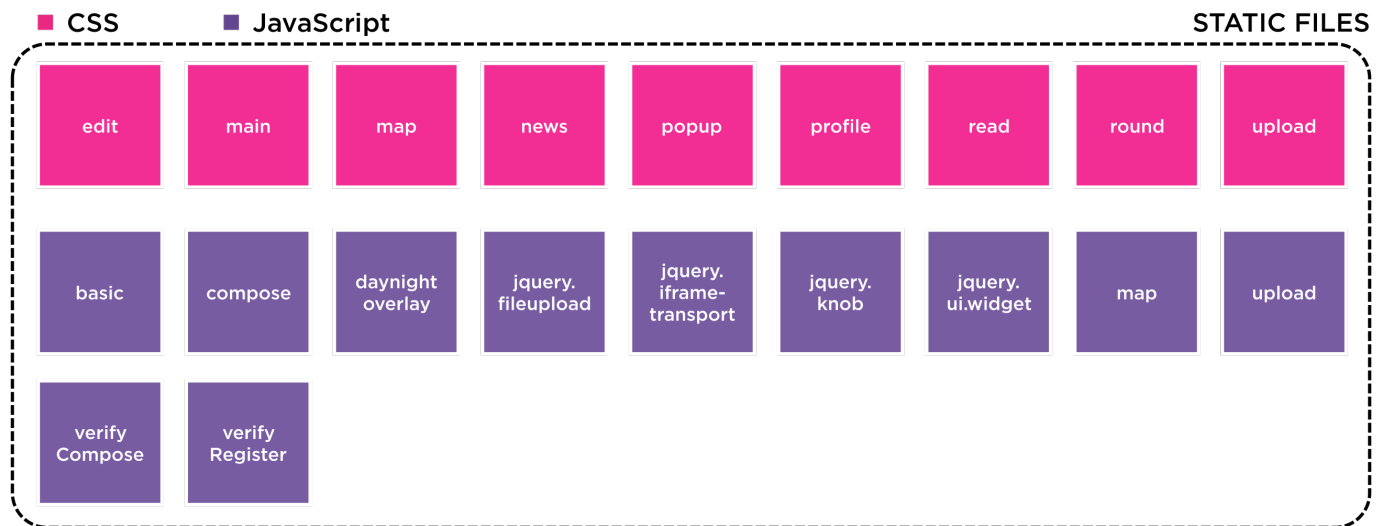 CSS JavaScript STATIC FILES
edit main map news popup profile read round upload
basic
compose
daynight
overlay
jquery.
fileupload
jquery.
iframe-
transport
jquery.
knob
jquery.
ui.widget
map
upload
verify
Compose
verify
Register